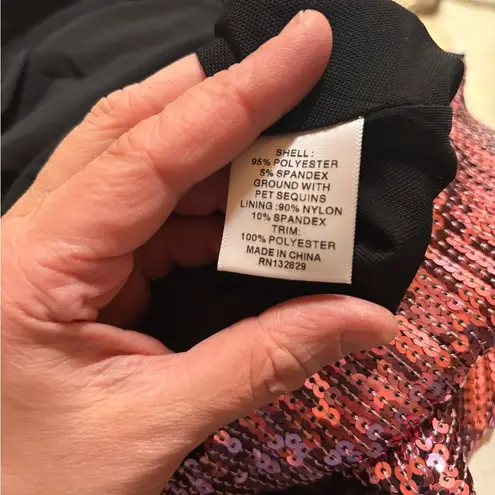 SHELL :
95% POLYESTER
5% SPANDEX
GROUND WITH
PET SEQUINS
LINING :90% NYLON
10% SPANDEX
TRIM:
100% POLYESTER
MADE IN CHINA
RN132829